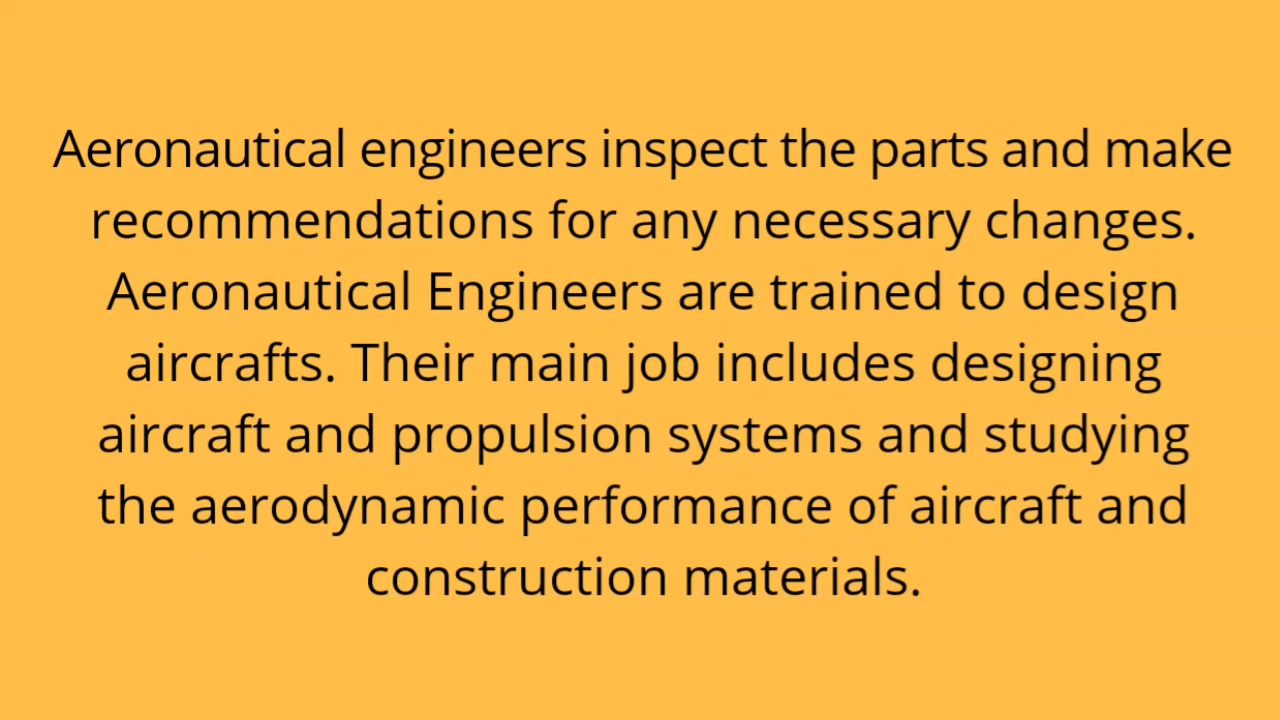 Aeronautical engineers inspect the parts and make
recommendations for any necessary changes.
Aeronautical Engineers are trained to design
aircrafts. Their main job includes designing
aircraft and propulsion systems and studying
the aerodynamic performance of aircraft and
construction materials.